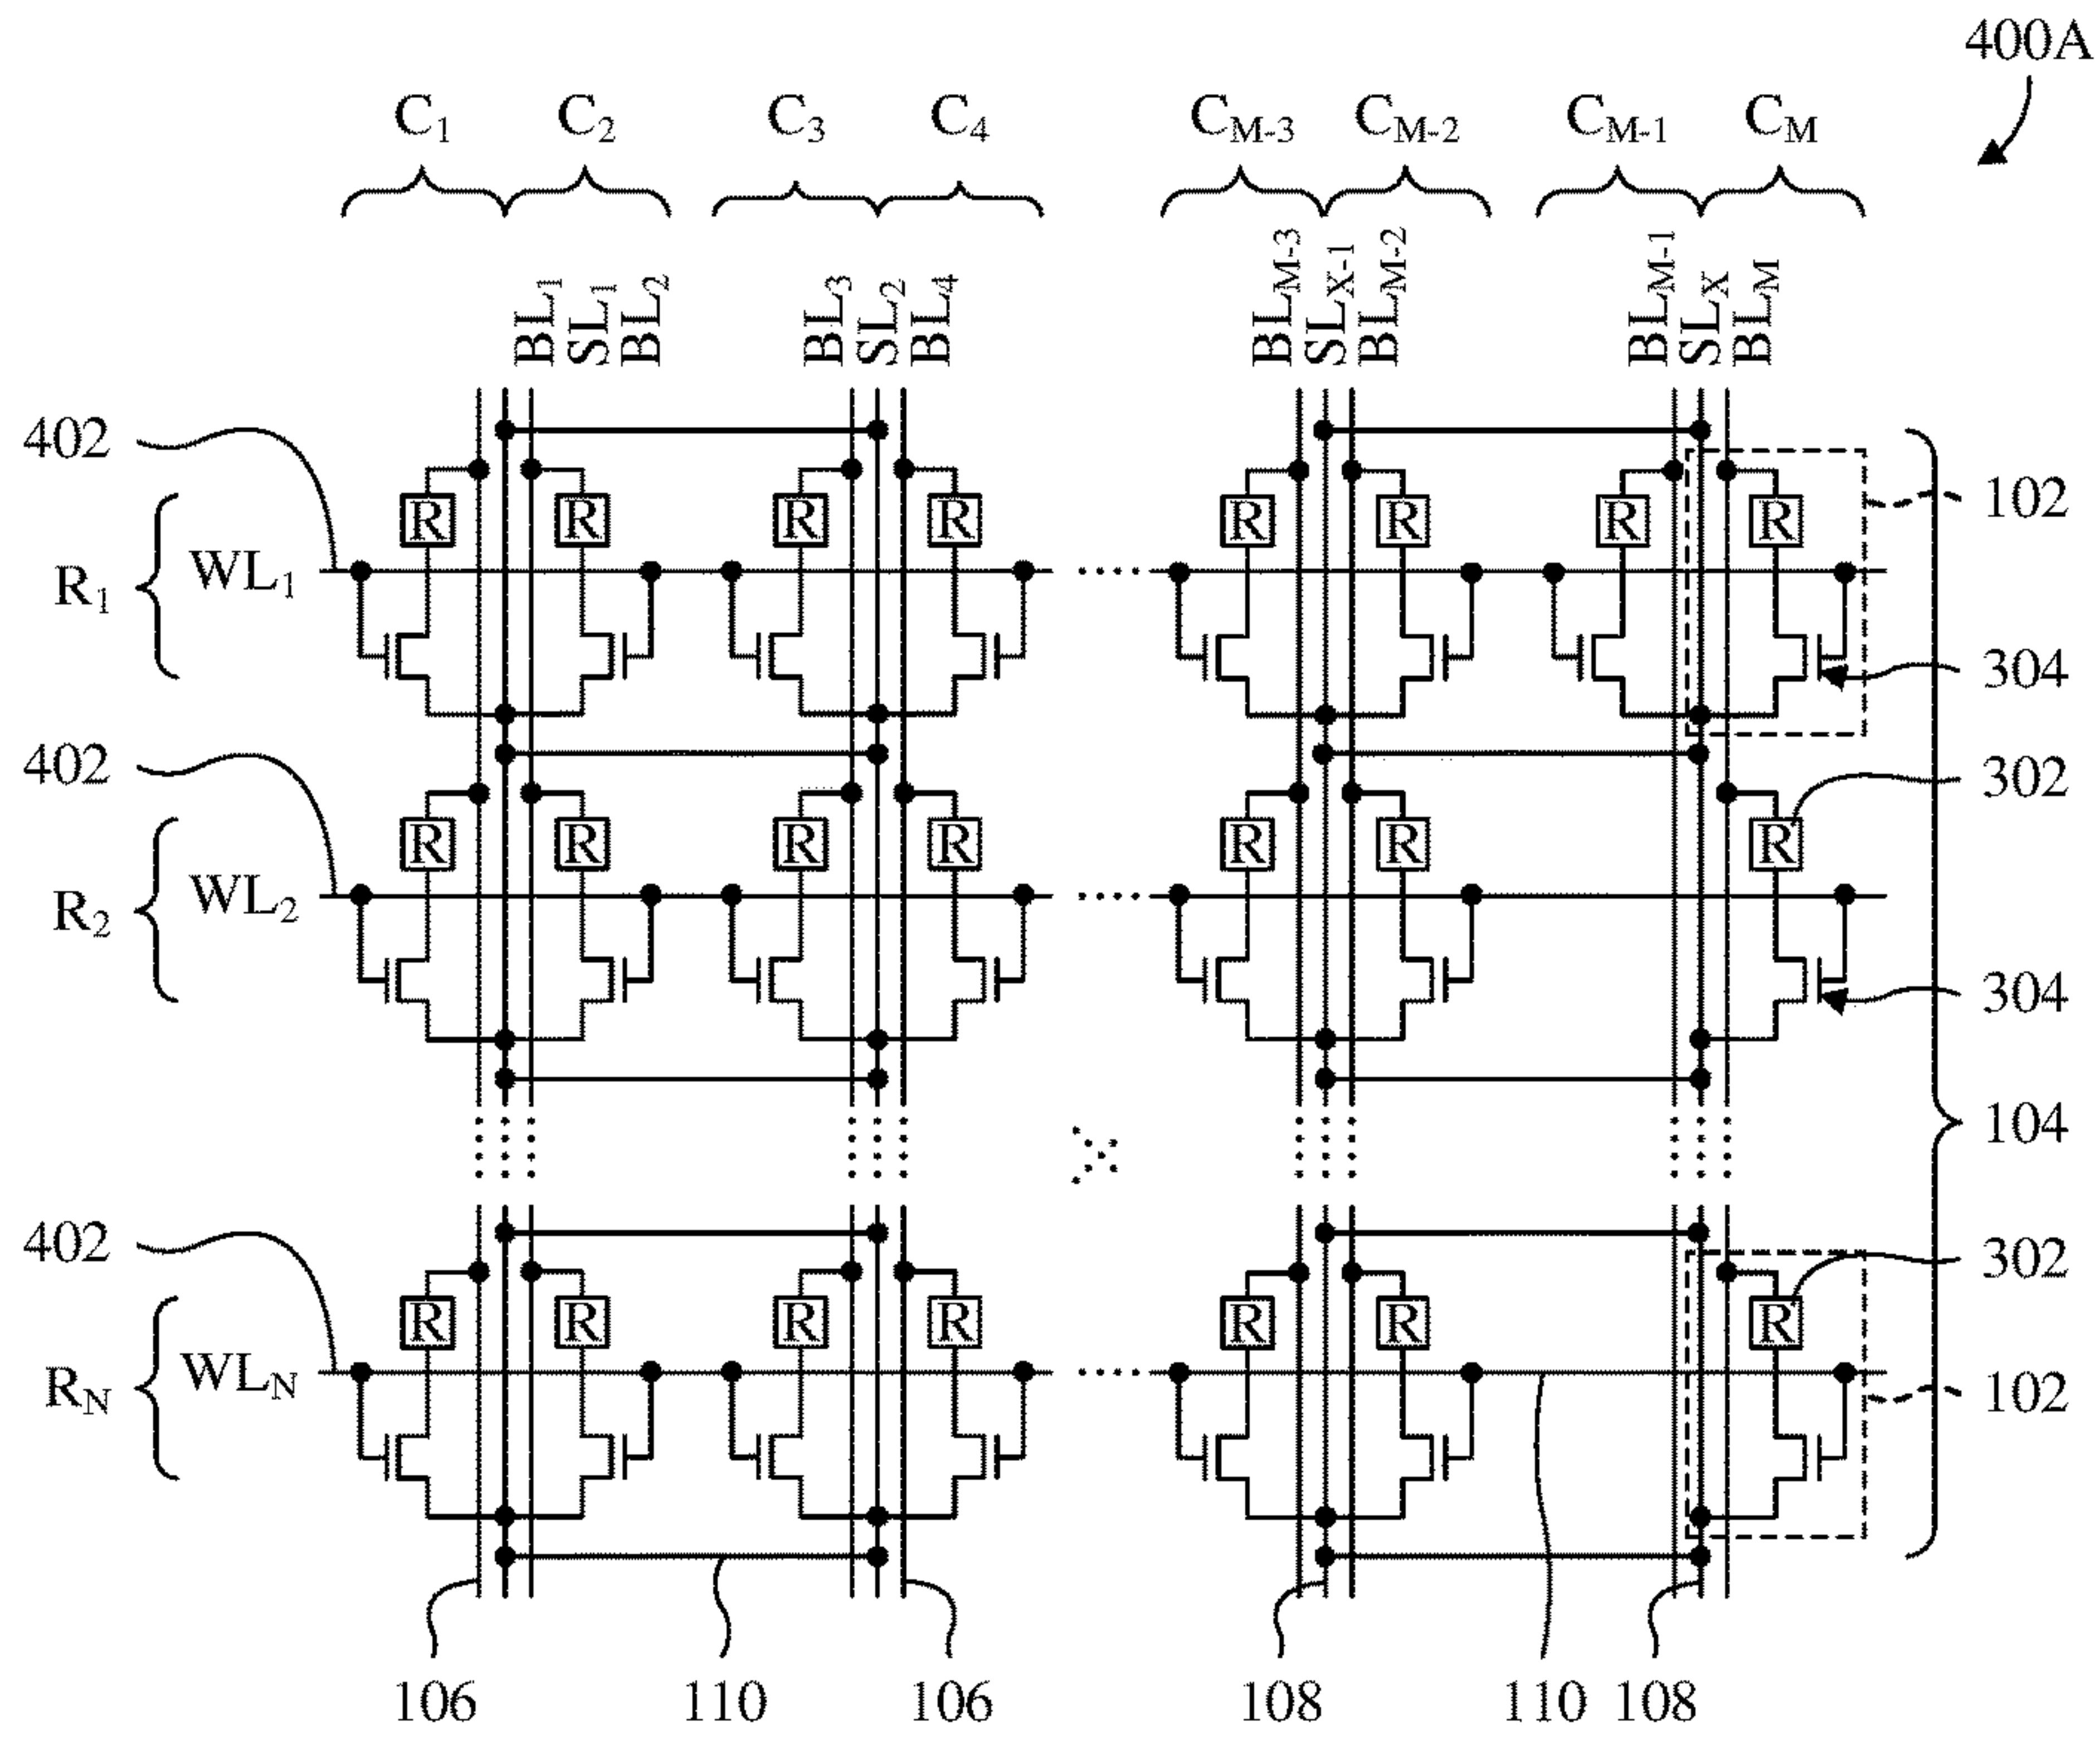 400A
C1 C2 C3 C4 CM-3 CM-2 CM-1 CM
BL1 SL1 BL2 BL3 SL2 BL4 BLM-3 SLX-1 BLM-2 BLM-1 SLX BLM
402
R R R R R R R R
102
R1 WL1
304
402
302
R R R R R R R
R2 WL2
304
104
402
302
R R R R R R R
RN WLN
102
106 110 106 108 110 108